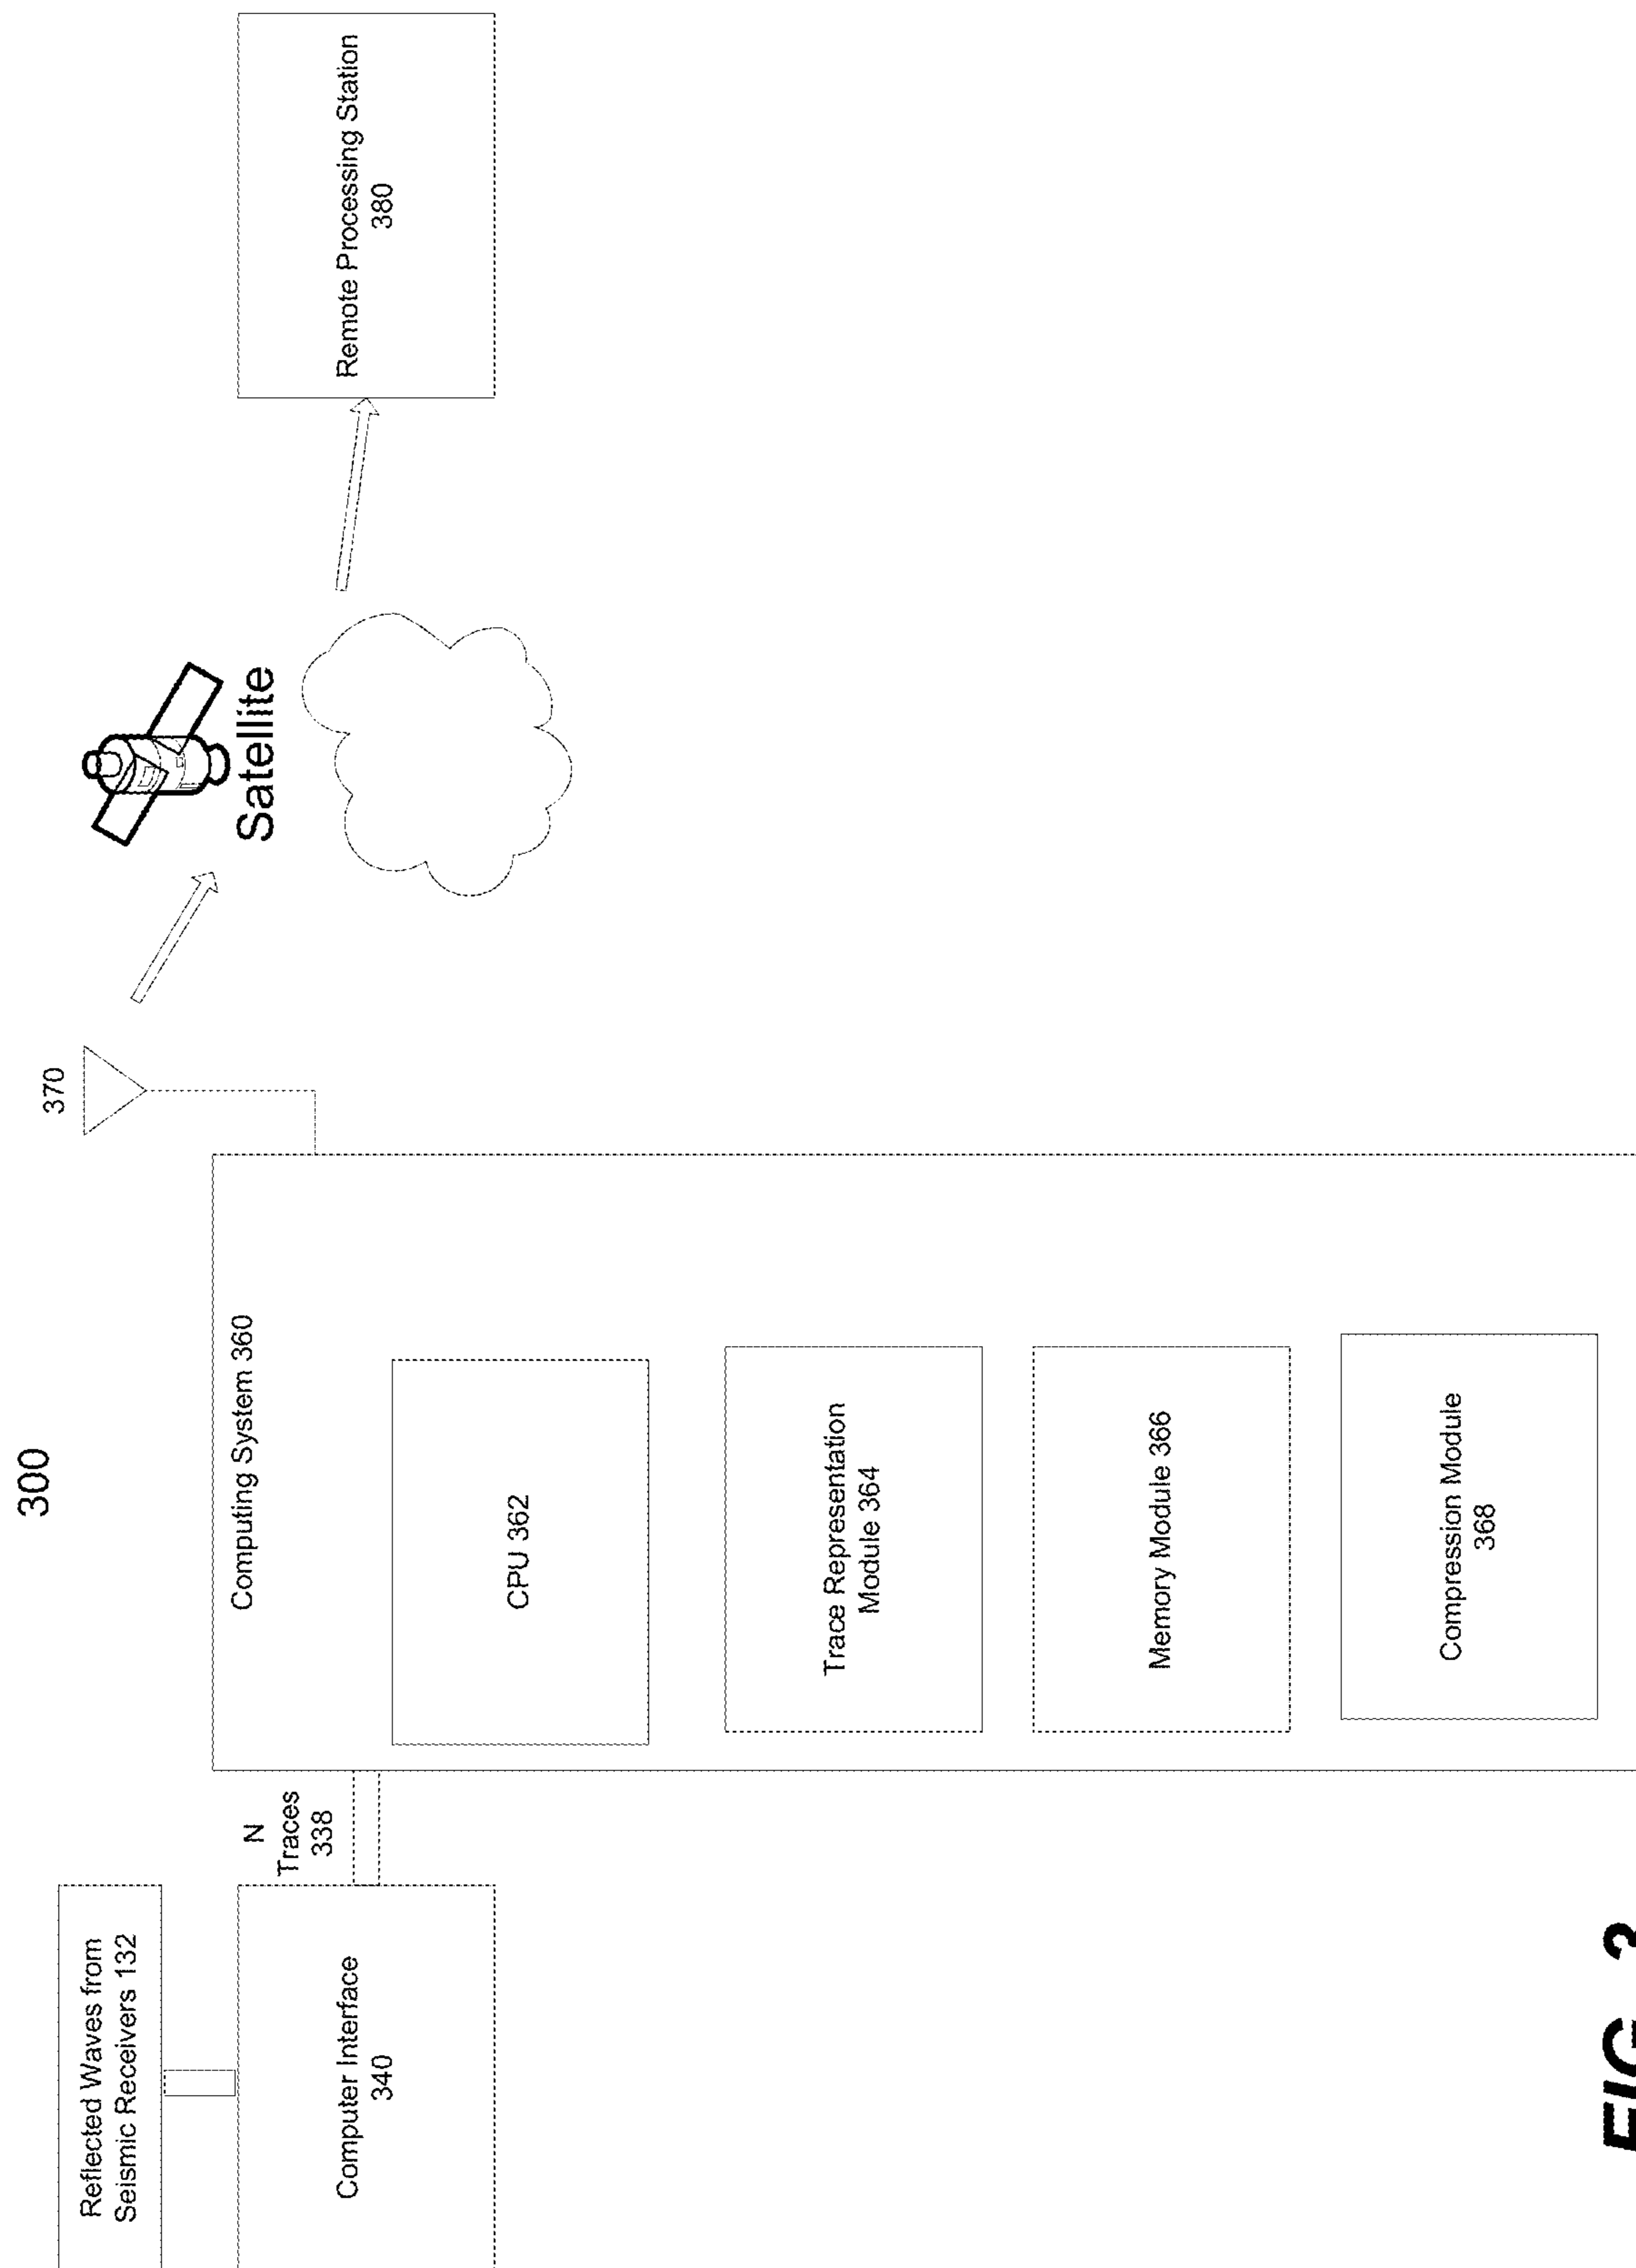 300
Reflected Waves from
Seismic Receivers 132
Computer Interface
340
N
Traces
338
Computing System 360
CPU 362
Trace Representation
Module 364
Memory Module 366
Compression Module
368
370
Satellite
Remote Processing Station
380
FIG. 3